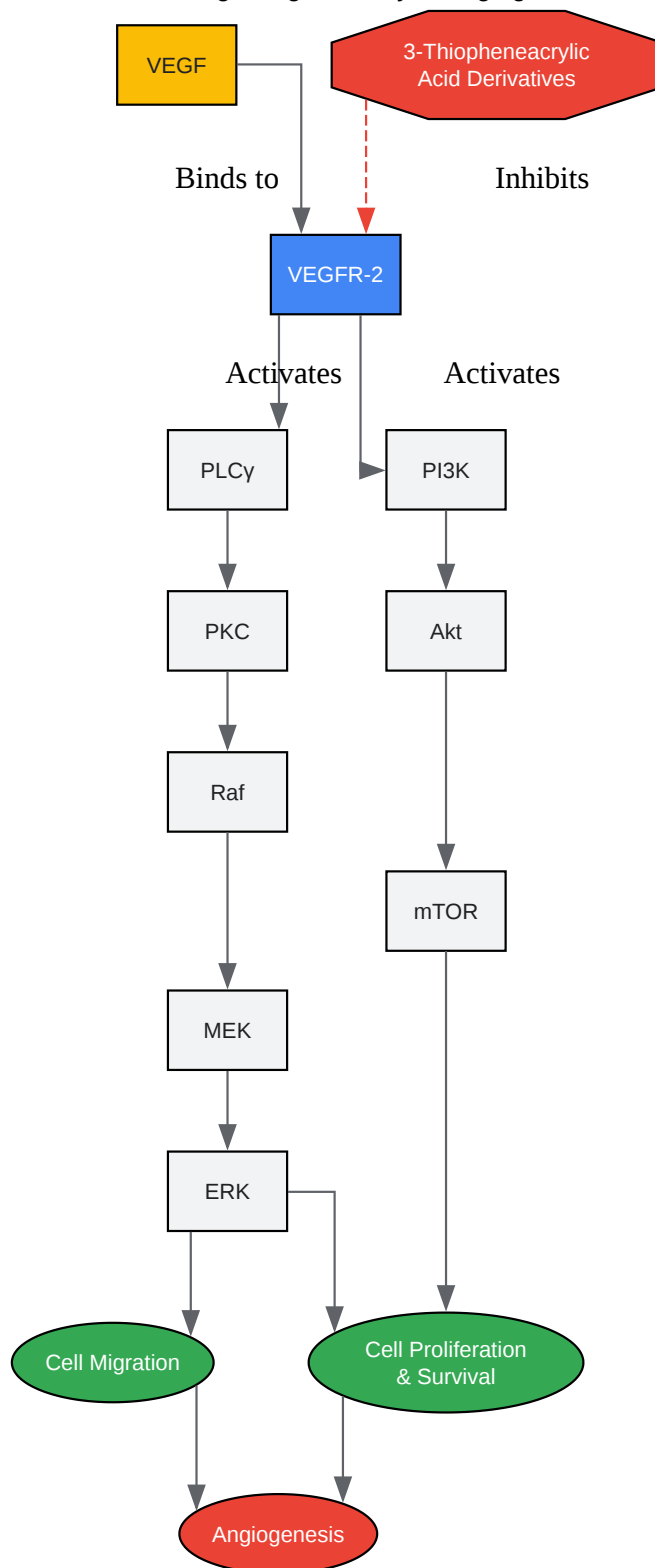 VEGF
3-Thiopheneacrylic
Acid Derivatives
Binds to
Inhibits
VEGFR-2
Activates
Activates
PLCγ
PI3K
PKC
Akt
Raf
mTOR
MEK
ERK
Cell Migration
Cell Proliferation
& Survival
Angiogenesis